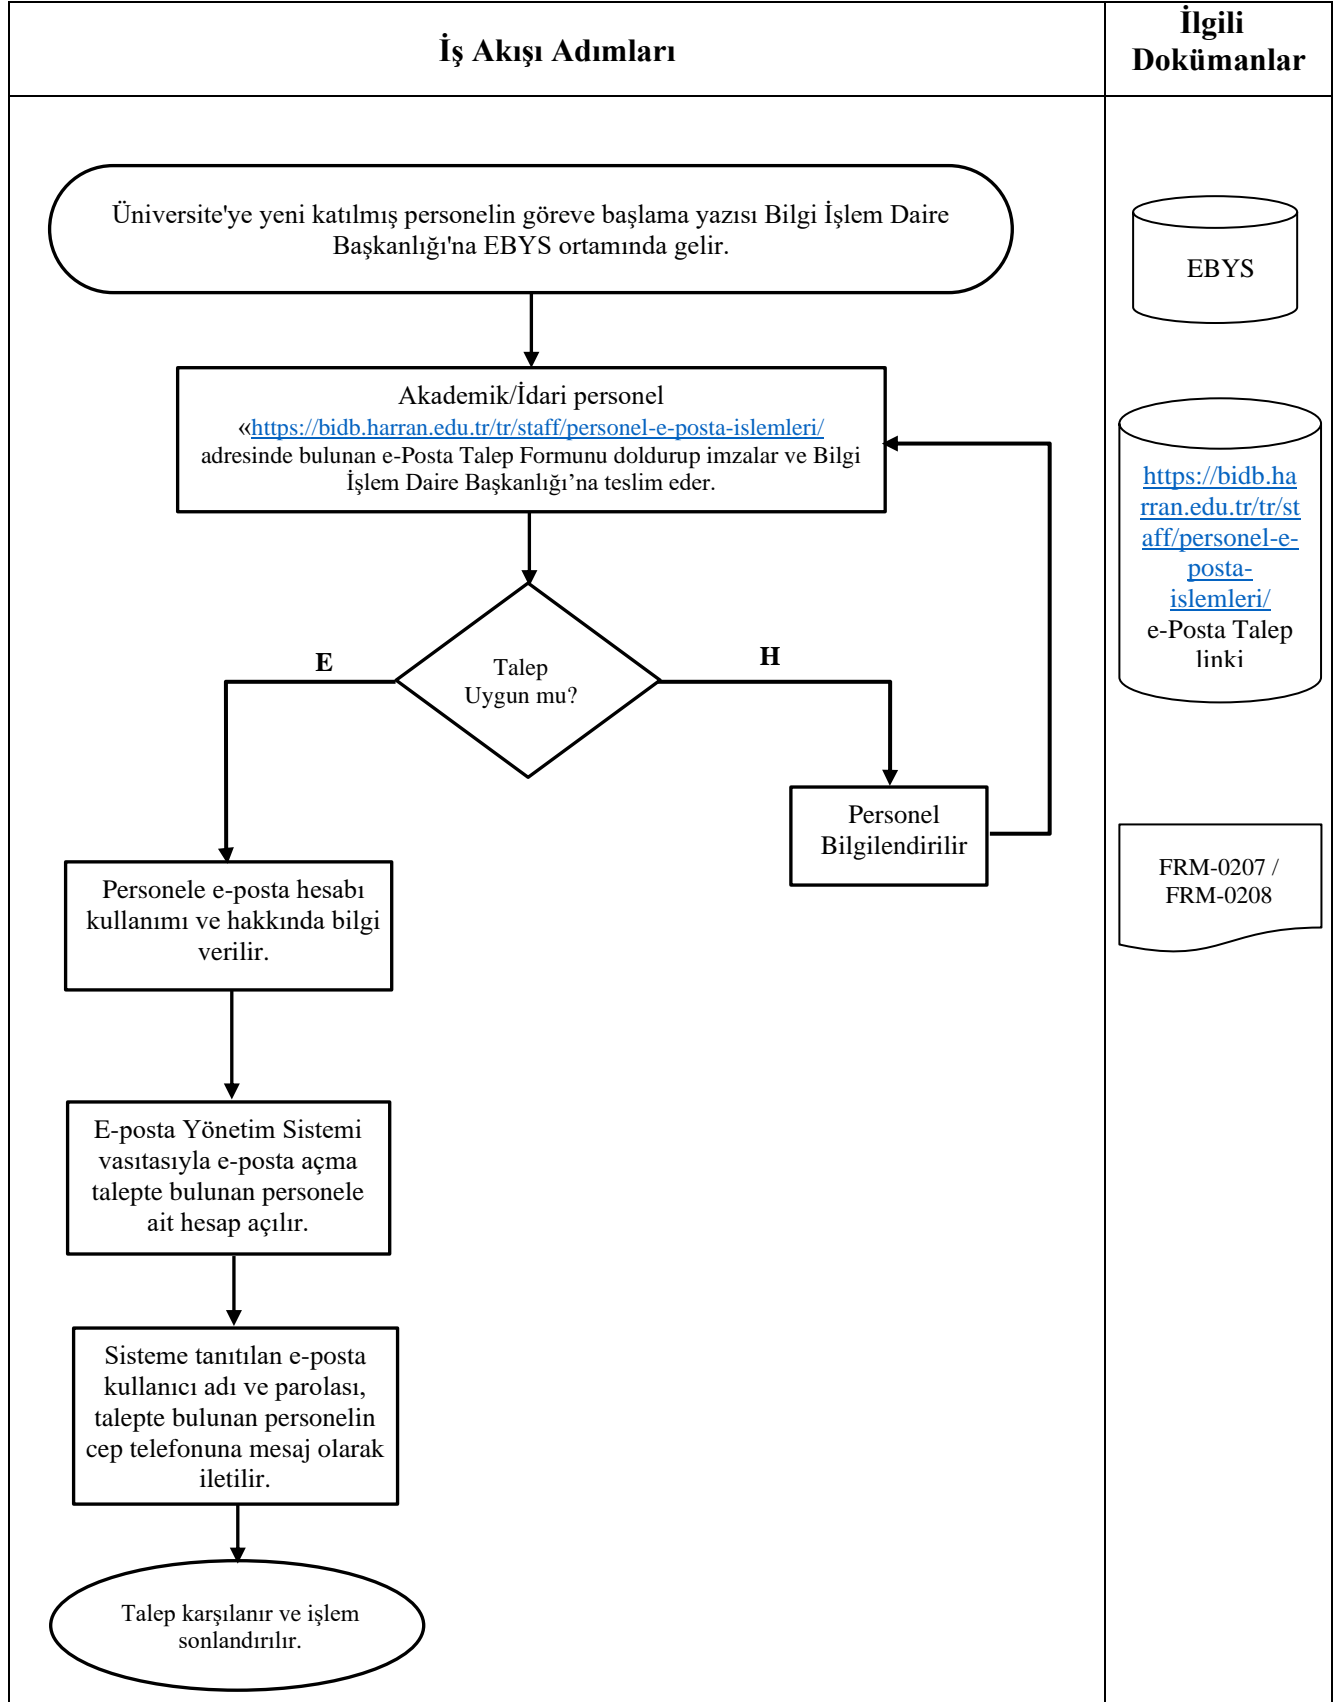 İş Akışı Adımları
İlgili
Dokümanlar
Üniversite'ye yeni katılmış personelin göreve başlama yazısı Bilgi İşlem Daire
Başkanlığı'na EBYS ortamında gelir.
EBYS
Akademik/İdari personel
«https://bidb.harran.edu.tr/tr/staff/personel-e-posta-islemleri/
adresinde bulunan e-Posta Talep Formunu doldurup imzalar ve Bilgi
İşlem Daire Başkanlığı’na teslim eder.
https://bidb.ha
rran.edu.tr/tr/st
aff/personel-e-
posta-
islemleri/
e-Posta Talep
linki
E
Talep
Uygun mu?
H
Personel
Bilgilendirilir
FRM-0207 /
FRM-0208
Personele e-posta hesabı
kullanımı ve hakkında bilgi
verilir.
E-posta Yönetim Sistemi
vasıtasıyla e-posta açma
talepte bulunan personele
ait hesap açılır.
Sisteme tanıtılan e-posta
kullanıcı adı ve parolası,
talepte bulunan personelin
cep telefonuna mesaj olarak
iletilir.
Talep karşılanır ve işlem
sonlandırılır.